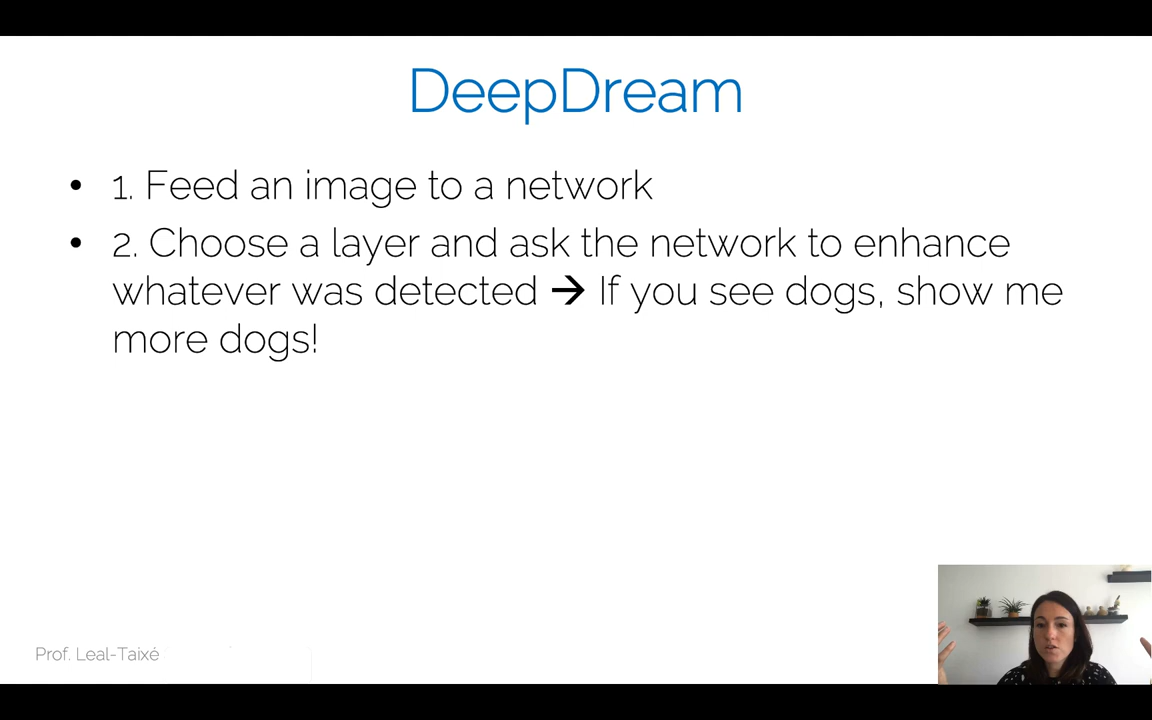 DeepDream
• 1. Feed an image to a network
• 2. Choose a layer and ask the network to enhance
whatever was detected → If you see dogs, show me
more dogs!
Prof. Leal-Taixé